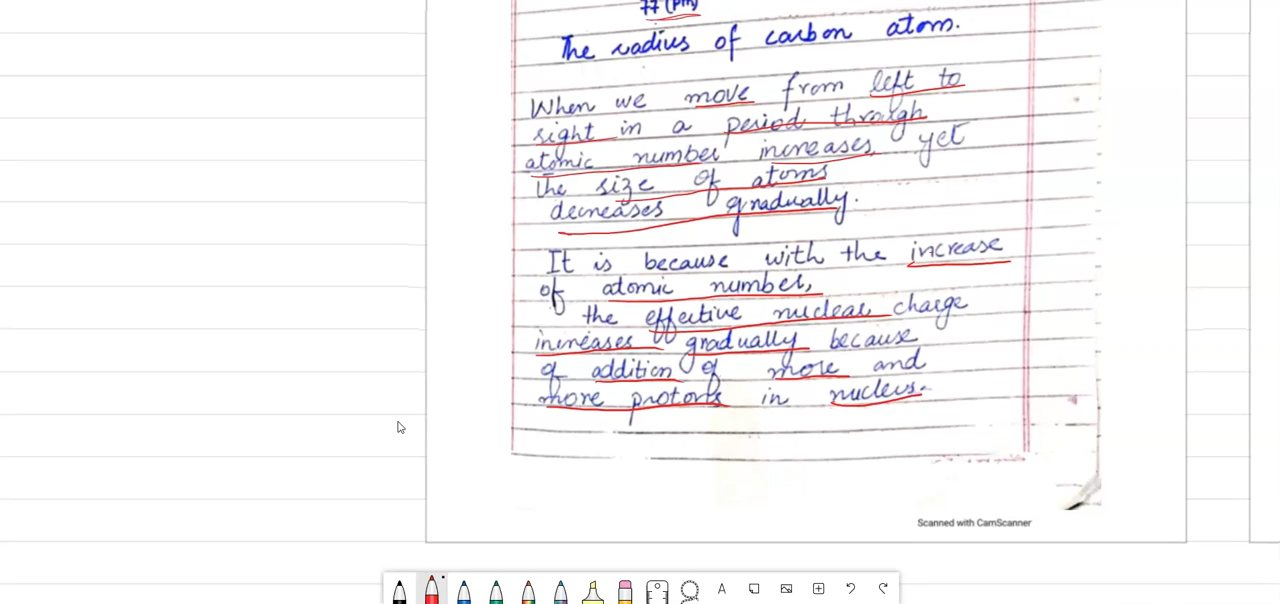 77 (pm)
The radius of carbon atom.
When we move from left to
right in a period through
atomic number increases, yet
the size of atoms
decreases gradually.
It is because with the increase
of atomic number,
the effective nuclear charge
increases gradually because
of addition of more and
more protons in nucleus.
Scanned with CamScanner
A